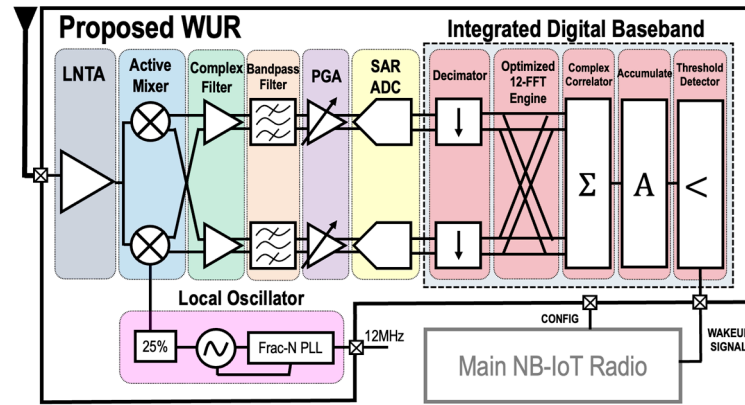 Proposed WUR
Integrated Digital Baseband
LNTA
Active
Mixer
Complex
Filter
Bandpass
Filter
PGA
SAR
ADC
Decimator
Optimized
12-FFT
Engine
Complex
Correlator
Accumulate
Threshold
Detector
Σ
A
<
Local Oscillator
25%
Frac-N PLL
12MHz
CONFIG
WAKEUP
SIGNAL
Main NB-IoT Radio